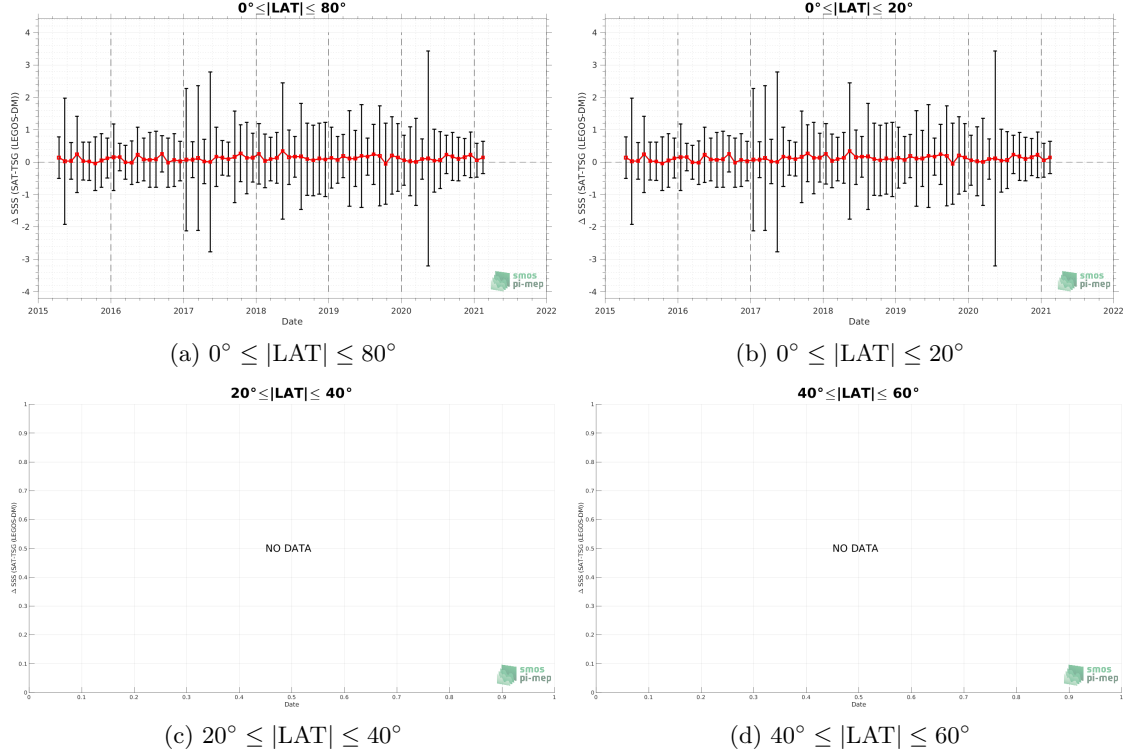 0°≤|LAT|≤ 80°
4
3
2
1
0
-1
-2
-3
-4
Δ SSS (SAT-TSG (LEGOS-DM))
2015 2016 2017 2018 2019 2020 2021 2022
Date
smos
pi-mep
(a) 0° ≤ |LAT| ≤ 80°
0°≤|LAT|≤ 20°
4
3
2
1
0
-1
-2
-3
-4
Δ SSS (SAT-TSG (LEGOS-DM))
2015 2016 2017 2018 2019 2020 2021 2022
Date
smos
pi-mep
(b) 0° ≤ |LAT| ≤ 20°
20°≤|LAT|≤ 40°
1
0.9
0.8
0.7
0.6
0.5
0.4
0.3
0.2
0.1
0
Δ SSS (SAT-TSG (LEGOS-DM))
NO DATA
0 0.1 0.2 0.3 0.4 0.5 0.6 0.7 0.8 0.9 1
Date
smos
pi-mep
(c) 20° ≤ |LAT| ≤ 40°
40°≤|LAT|≤ 60°
1
0.9
0.8
0.7
0.6
0.5
0.4
0.3
0.2
0.1
0
Δ SSS (SAT-TSG (LEGOS-DM))
NO DATA
0 0.1 0.2 0.3 0.4 0.5 0.6 0.7 0.8 0.9 1
Date
smos
pi-mep
(d) 40° ≤ |LAT| ≤ 60°